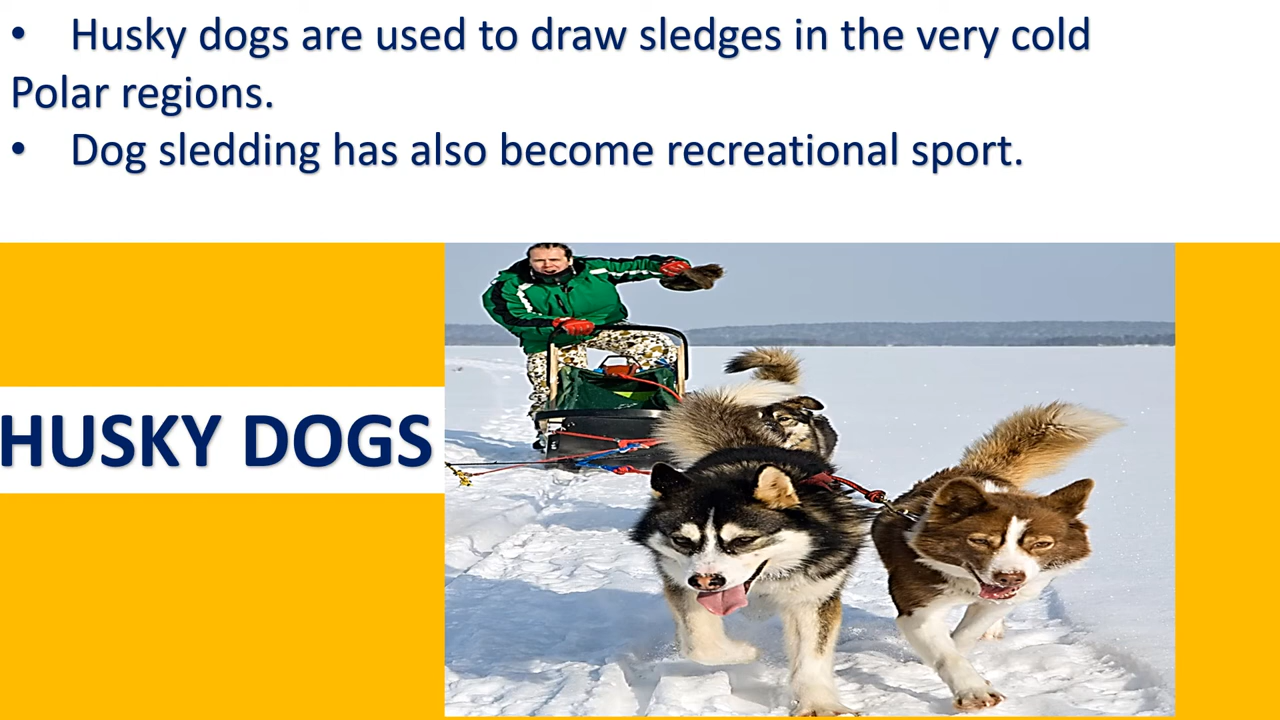 • Husky dogs are used to draw sledges in the very cold
Polar regions.
• Dog sledding has also become recreational sport.
HUSKY DOGS